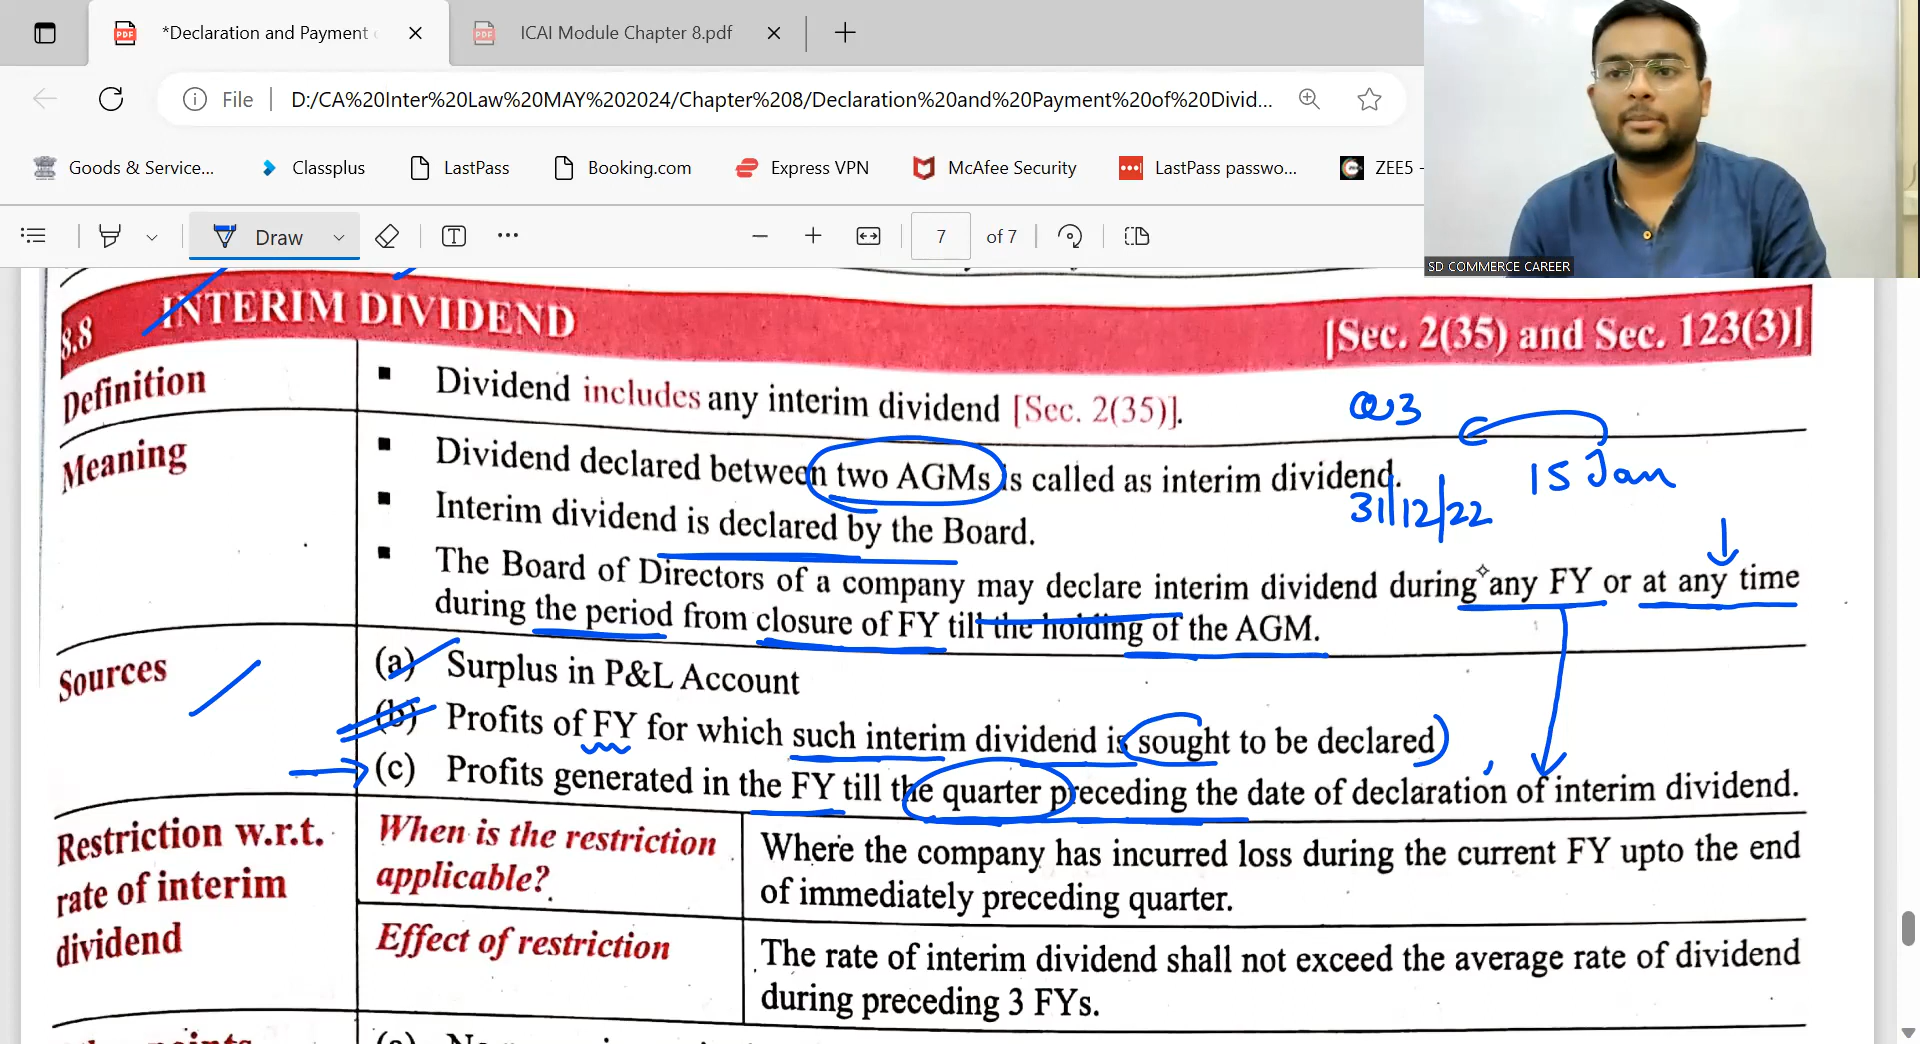 *Declaration and Payment
ICAI Module Chapter 8.pdf
File
D:/CA%20Inter%20Law%20MAY%202024/Chapter%208/Declaration%20and%20Payment%20of%20Divid...
Goods & Service...
Classplus
LastPass
Booking.com
Express VPN
McAfee Security
LastPass passwo...
ZEE5 -
Draw
7
of 7
SD COMMERCE CAREER
8.8 INTERIM DIVIDEND [Sec. 2(35) and Sec. 123(3)]
Definition
▪ Dividend includes any interim dividend [Sec. 2(35)].
Q3
Meaning
▪ Dividend declared between two AGMs is called as interim dividend.
15 Jan
▪ Interim dividend is declared by the Board.
31/12/22
▪ The Board of Directors of a company may declare interim dividend during any FY or at any time
during the period from closure of FY till the holding of the AGM.
Sources
(a) Surplus in P&L Account
(b) Profits of FY for which such interim dividend is sought to be declared
(c) Profits generated in the FY till the quarter preceding the date of declaration of interim dividend.
Restriction w.r.t.
rate of interim
dividend
When is the restriction
applicable?
Where the company has incurred loss during the current FY upto the end
of immediately preceding quarter.
Effect of restriction
The rate of interim dividend shall not exceed the average rate of dividend
during preceding 3 FYs.